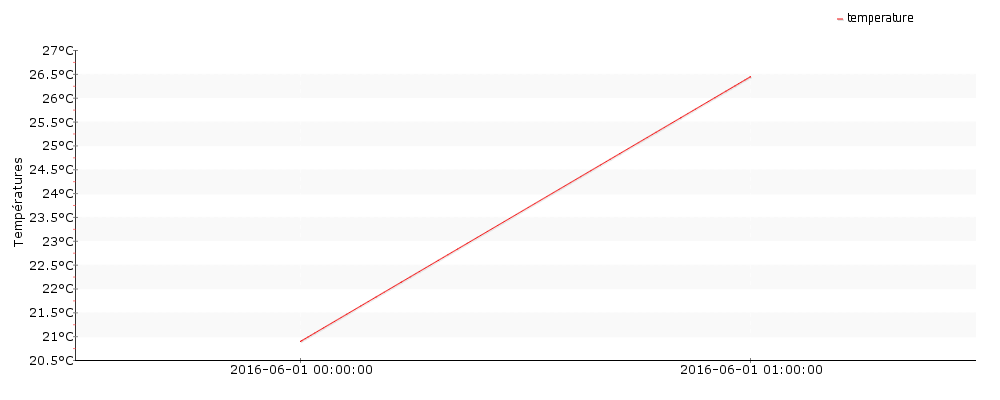 temperature
27°C
26.5°C
26°C
25.5°C
25°C
24.5°C
24°C
23.5°C
23°C
22.5°C
22°C
21.5°C
21°C
20.5°C
Températures
2016-06-01 00:00:00
2016-06-01 01:00:00